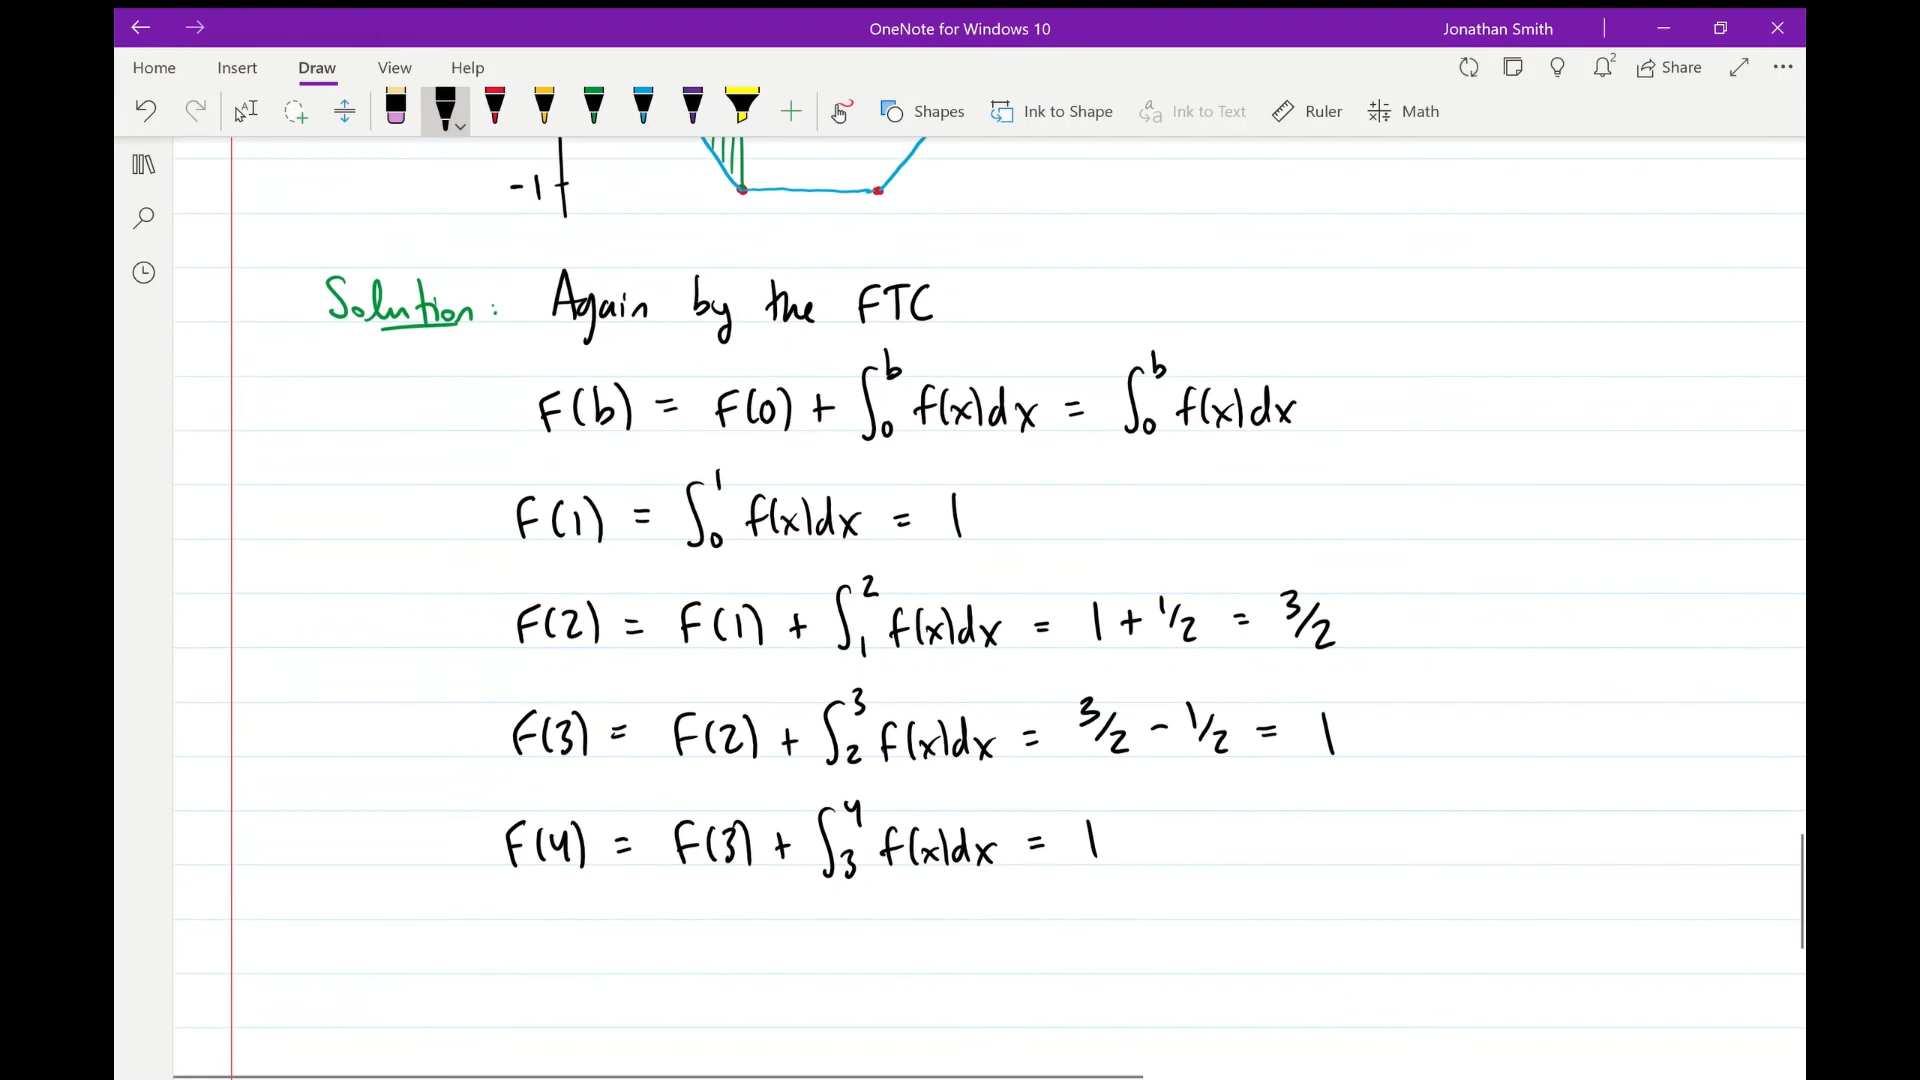 OneNote for Windows 10
Jonathan Smith
Home Insert Draw View Help
2 Share
Shapes Ink to Shape Ink to Text Ruler Math
-1
Solution: Again by the FTC
F(b) = F(0) + ∫₀ᵇ f(x)dx = ∫₀ᵇ f(x)dx
F(1) = ∫₀¹ f(x)dx = 1
F(2) = F(1) + ∫₁² f(x)dx = 1 + 1/2 = 3/2
F(3) = F(2) + ∫₂³ f(x)dx = 3/2 - 1/2 = 1
F(4) = F(3) + ∫₃⁴ f(x)dx = 1